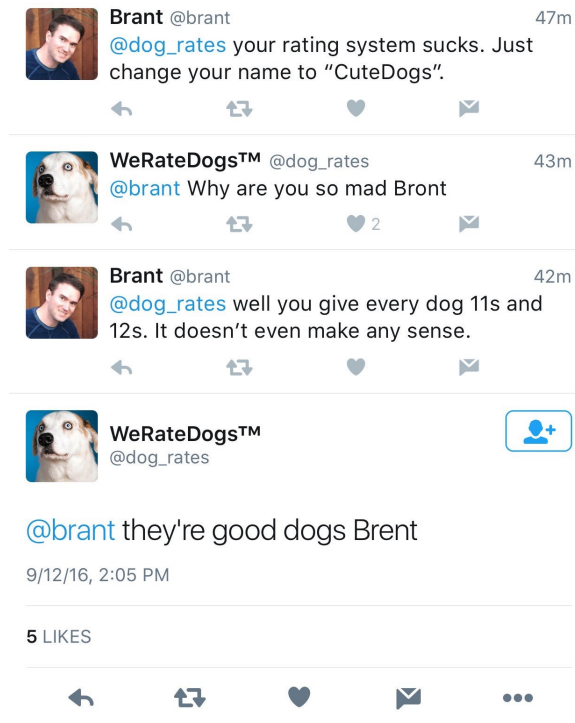 Brant @brant 47m
@dog_rates your rating system sucks. Just
change your name to “CuteDogs”.
WeRateDogs™ @dog_rates 43m
@brant Why are you so mad Bront
2
Brant @brant 42m
@dog_rates well you give every dog 11s and
12s. It doesn’t even make any sense.
WeRateDogs™
@dog_rates
@brant they're good dogs Brent
9/12/16, 2:05 PM
5 LIKES